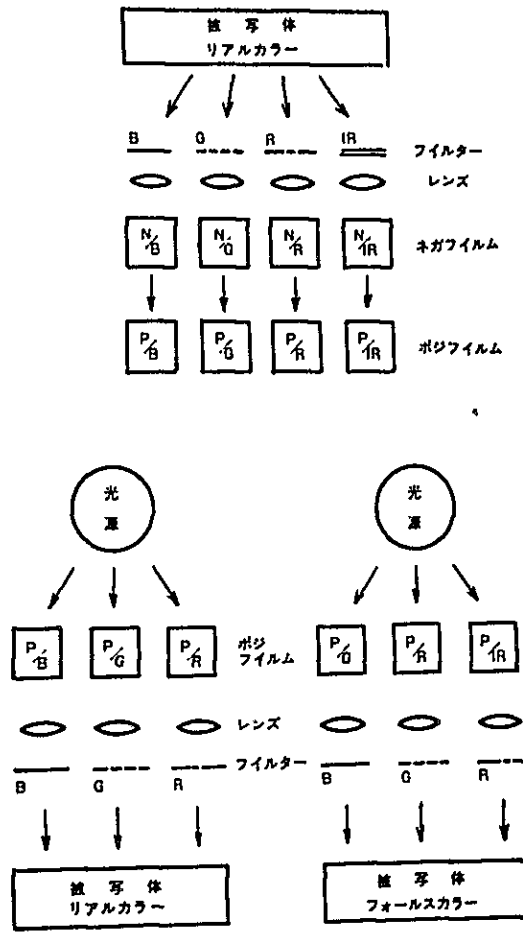 被写体
リアルカラー
B G R IR フイルター
レンズ
N/B N/G N/R N/IR ネガフイルム
P/B P/G P/R P/IR ポジフイルム
光源
光源
P/B P/G P/R ポジフイルム P/G P/R P/IR
レンズ
フイルター
B G R B G R
被写体
リアルカラー
被写体
フォールスカラー